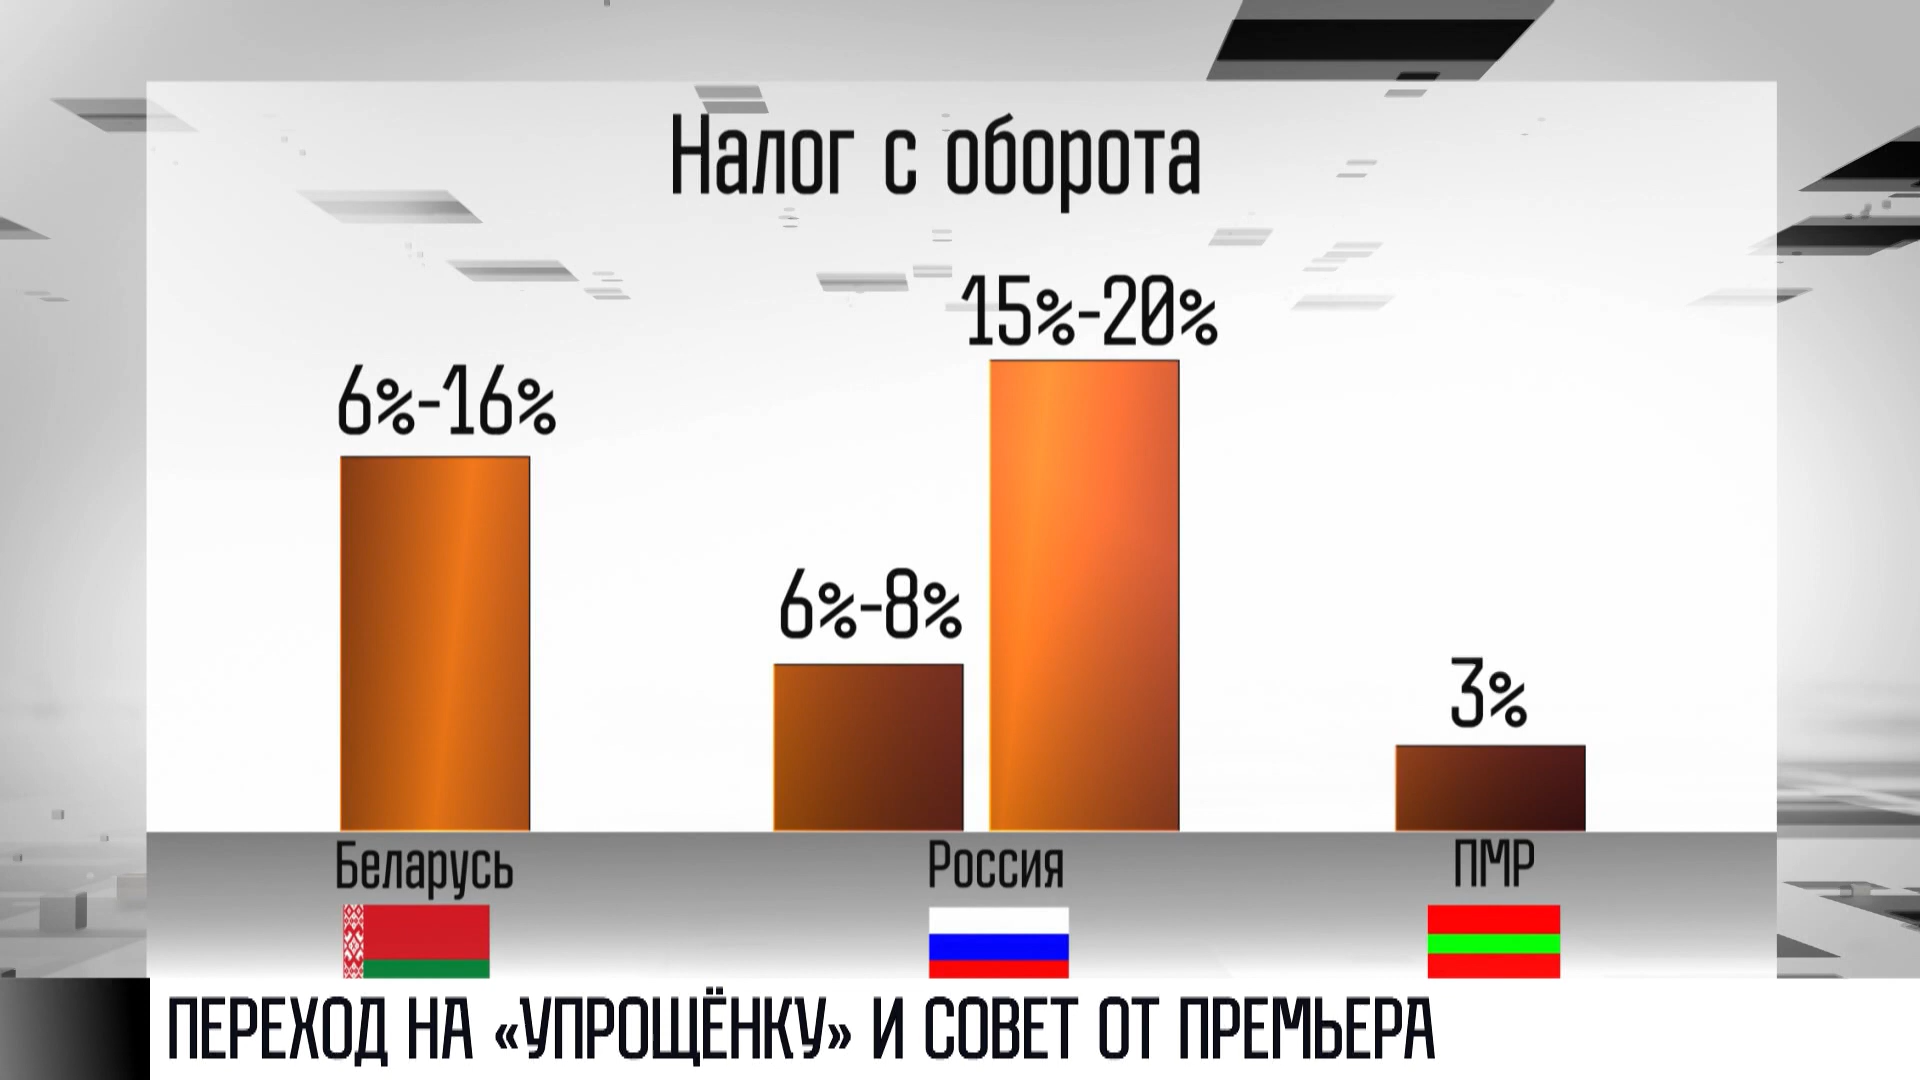 Налог с оборота
15%-20%
6%-16%
6%-8%
3%
Беларусь
Россия
ПМР
ПЕРЕХОД НА «УПРОЩЁНКУ» И СОВЕТ ОТ ПРЕМЬЕРА